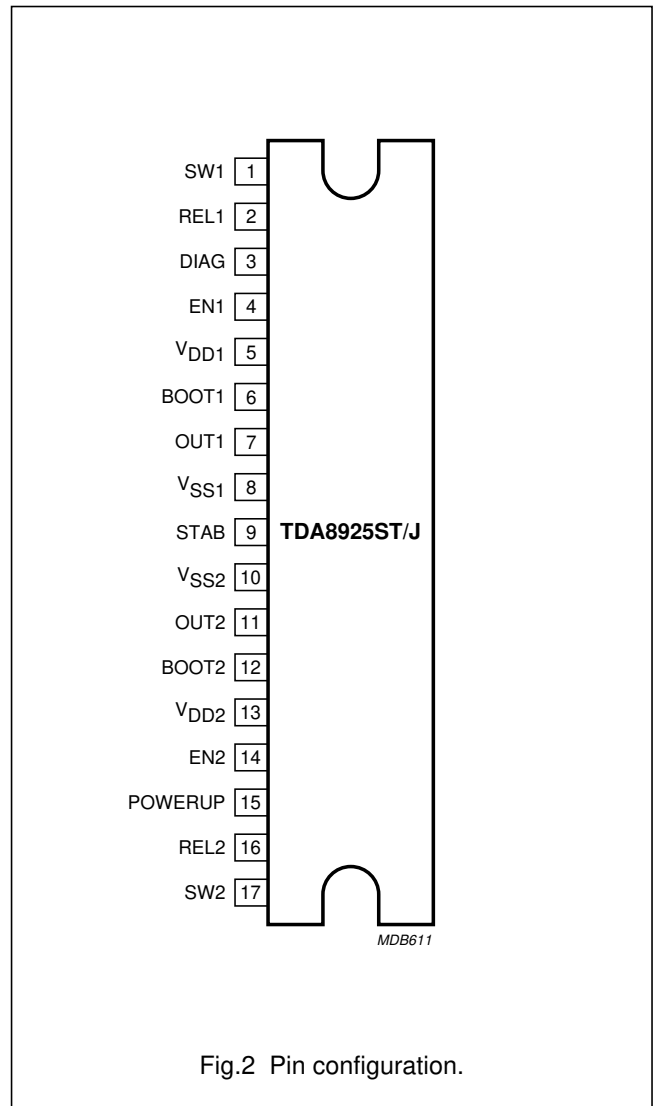 SW1 1
REL1 2
DIAG 3
EN1 4
VDD1 5
BOOT1 6
OUT1 7
VSS1 8
STAB 9 TDA8925ST/J
VSS2 10
OUT2 11
BOOT2 12
VDD2 13
EN2 14
POWERUP 15
REL2 16
SW2 17
MDB611
Fig.2 Pin configuration.